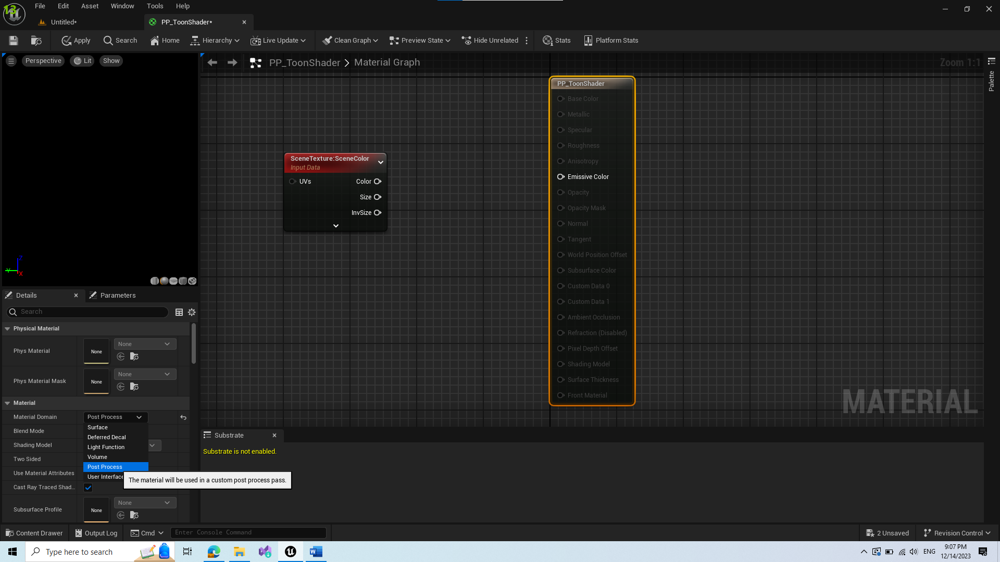 File Edit Asset Window Tools Help
Untitled*
PP_ToonShader*
Apply Search Home Hierarchy Live Update Clean Graph Preview State Hide Unrelated Stats Platform Stats
Perspective Lit Show
PP_ToonShader > Material Graph
Zoom 1:1
Palette
PP_ToonShader
Base Color
Metallic
Specular
Roughness
Anisotropy
Emissive Color
Opacity
Opacity Mask
Normal
Tangent
World Position Offset
Subsurface Color
Custom Data 0
Custom Data 1
Ambient Occlusion
Refraction (Disabled)
Pixel Depth Offset
Shading Model
Surface Thickness
Front Material
SceneTexture:SceneColor
Input Data
UVs Color
Size
InvSize
MATERIAL
Z
Y
X
Details Parameters
Search
Physical Material
Phys Material None None
Phys Material Mask None None
Material
Material Domain Post Process
Blend Mode
Shading Model
Two Sided
Use Material Attributes
Cast Ray Traced Shad...
Subsurface Profile None None
Surface
Deferred Decal
Light Function
Volume
Post Process
User Interface
The material will be used in a custom post process pass.
Substrate
Substrate is not enabled.
Content Drawer Output Log Cmd Enter Console Command 2 Unsaved Revision Control
Type here to search
ENG
9:07 PM
12/14/2023